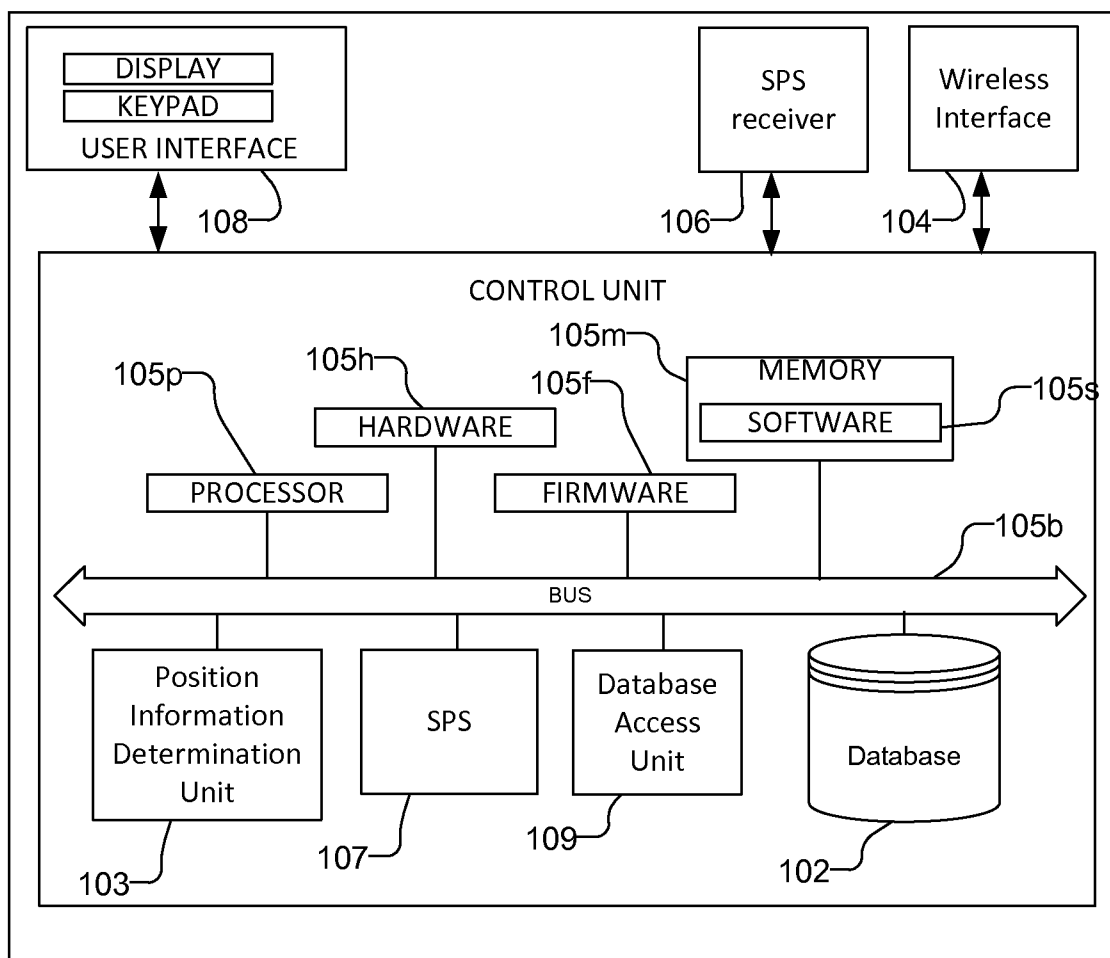 DISPLAY
KEYPAD
USER INTERFACE
SPS
receiver
Wireless
Interface
108
106
104
CONTROL UNIT
105m
105h
105p
105f
MEMORY
105s
SOFTWARE
HARDWARE
PROCESSOR
FIRMWARE
105b
BUS
Position
Information
Determination
Unit
SPS
Database
Access
Unit
Database
103
107
109
102